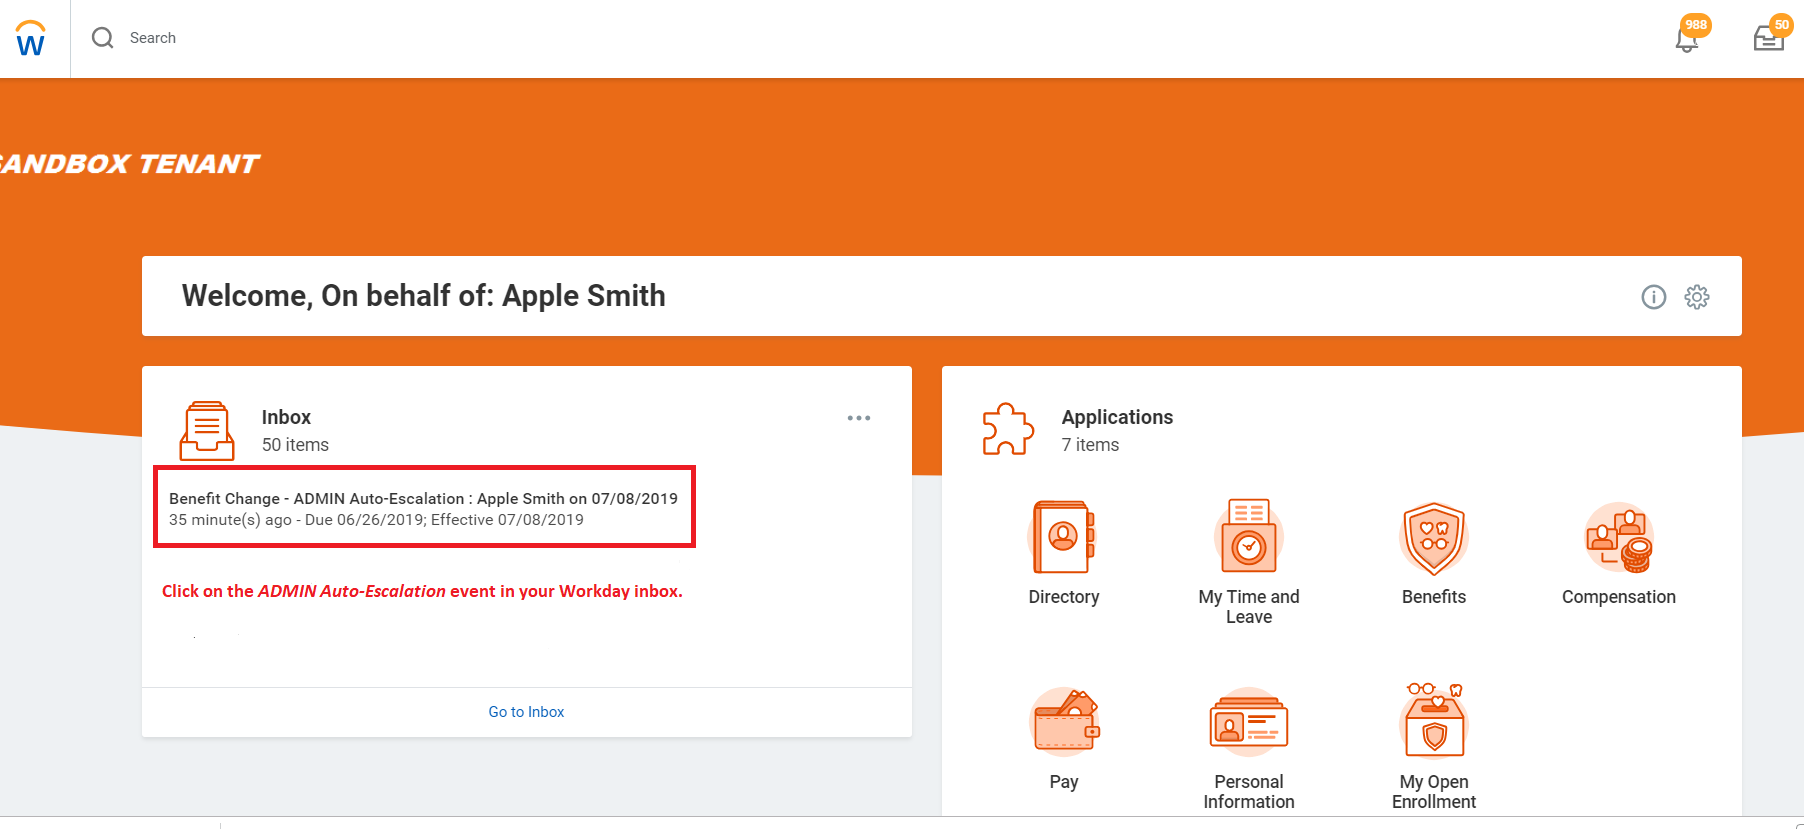 W
Search
988
50
SANDBOX TENANT
Welcome, On behalf of: Apple Smith
Inbox
50 items
Benefit Change - ADMIN Auto-Escalation : Apple Smith on 07/08/2019
35 minute(s) ago - Due 06/26/2019; Effective 07/08/2019
Click on the ADMIN Auto-Escalation event in your Workday inbox.
Go to Inbox
Applications
7 items
Directory
My Time and
Leave
Benefits
Compensation
Pay
Personal
Information
My Open
Enrollment